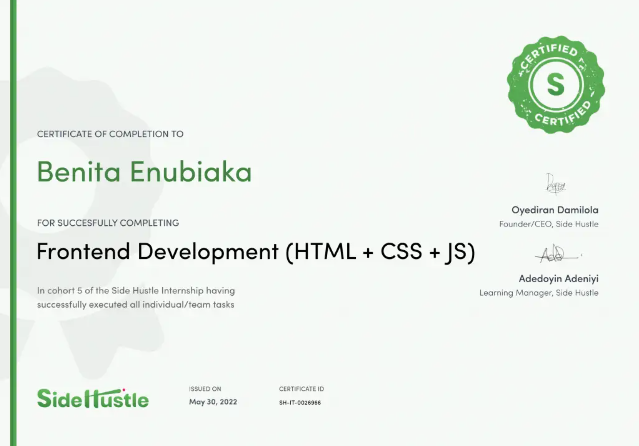 CERTIFIED
S
CERTIFIED
CERTIFICATE OF COMPLETION TO
Benita Enubiaka
FOR SUCCESFULLY COMPLETING
Frontend Development (HTML + CSS + JS)
In cohort 5 of the Side Hustle Internship having
successfully executed all individual/team tasks
Oyediran Damilola
Founder/CEO, Side Hustle
Adedoyin Adeniyi
Learning Manager, Side Hustle
SideHustle
ISSUED ON
May 30, 2022
CERTIFICATE ID
SH-IT-0026966